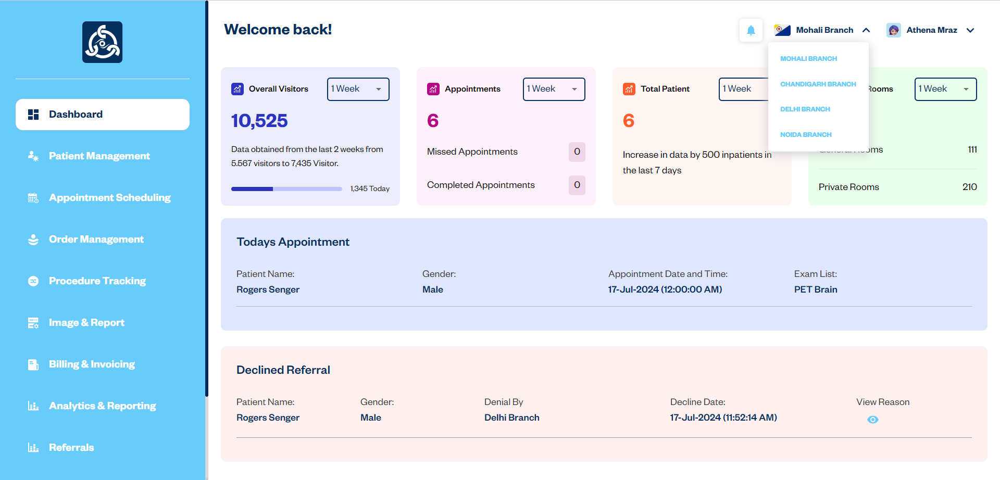 Welcome back!
Mohali Branch
Athena Mraz
MOHALI BRANCH
CHANDIGARH BRANCH
DELHI BRANCH
NOIDA BRANCH
Dashboard
Patient Management
Appointment Scheduling
Order Management
Procedure Tracking
Image & Report
Billing & Invoicing
Analytics & Reporting
Referrals
Overall Visitors
1 Week
10,525
Data obtained from the last 2 weeks from
5.567 visitors to 7,435 Visitor.
1,345 Today
Appointments
1 Week
6
Missed Appointments 0
Completed Appointments 0
Total Patient
1 Week
6
Increase in data by 500 inpatients in
the last 7 days
Rooms
1 Week
General Rooms 111
Private Rooms 210
Todays Appointment
Patient Name: Gender: Appointment Date and Time: Exam List:
Rogers Senger Male 17-Jul-2024 (12:00:00 AM) PET Brain
Declined Referral
Patient Name: Gender: Denial By Decline Date: View Reason
Rogers Senger Male Delhi Branch 17-Jul-2024 (11:52:14 AM)